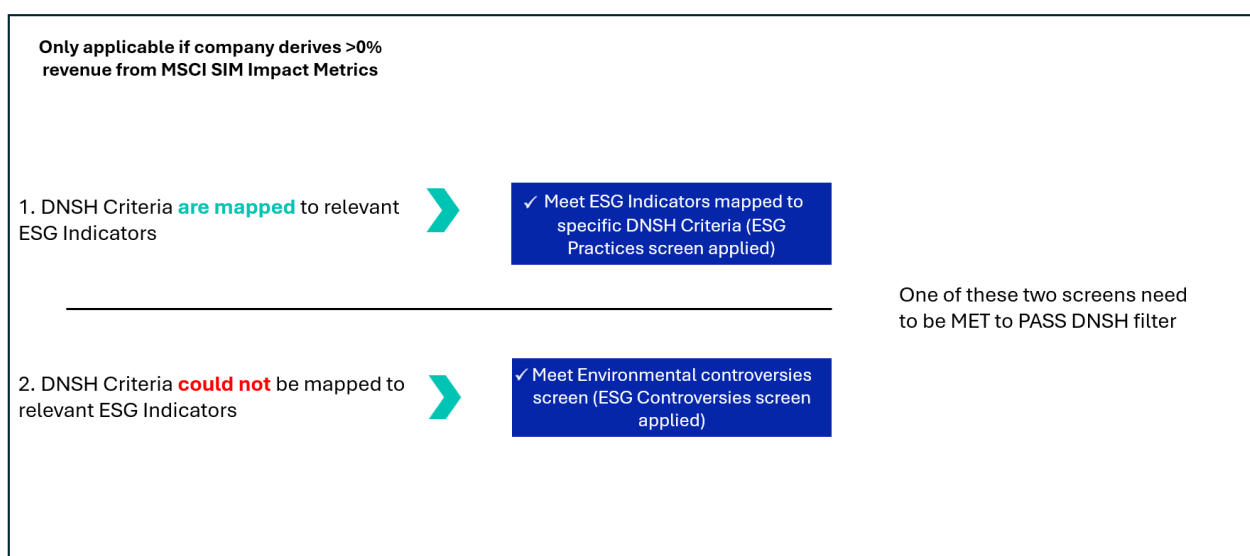 Only applicable if company derives >0%
revenue from MSCI SIM Impact Metrics
1. DNSH Criteria are mapped to relevant
ESG Indicators
✓ Meet ESG Indicators mapped to
specific DNSH Criteria (ESG
Practices screen applied)
One of these two screens need
to be MET to PASS DNSH filter
2. DNSH Criteria could not be mapped to
relevant ESG Indicators
✓ Meet Environmental controversies
screen (ESG Controversies screen
applied)